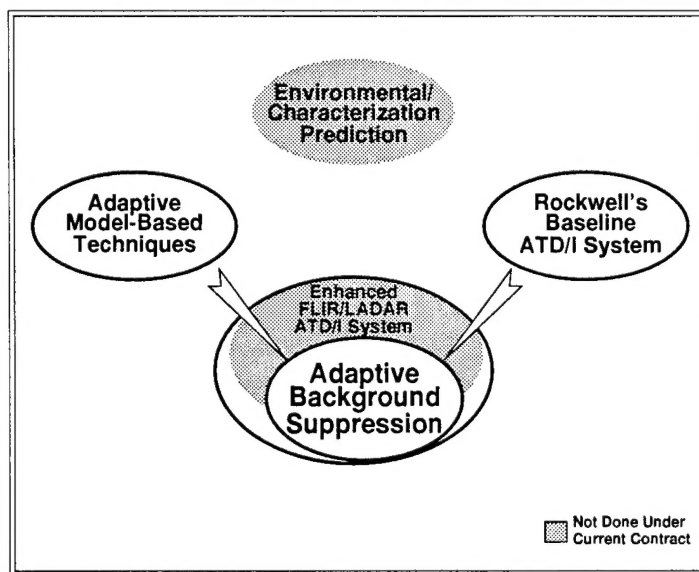 Environmental/
Characterization
Prediction
Adaptive
Model-Based
Techniques
Rockwell's
Baseline
ATD/I System
Enhanced
FLIR/LADAR
ATD/I System
Adaptive
Background
Suppression
Not Done Under
Current Contract